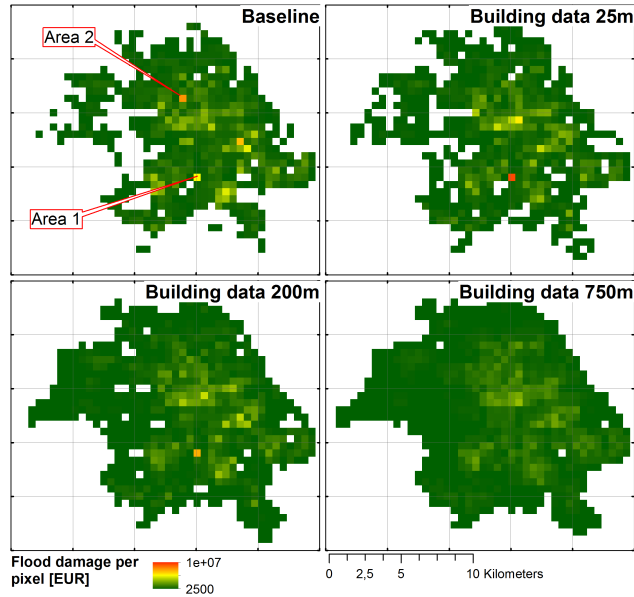 Baseline
Building data 25m
Area 2
Area 1
Building data 200m
Building data 750m
Flood damage per
pixel [EUR]
1e+07
2500
0 2,5 5 10 Kilometers